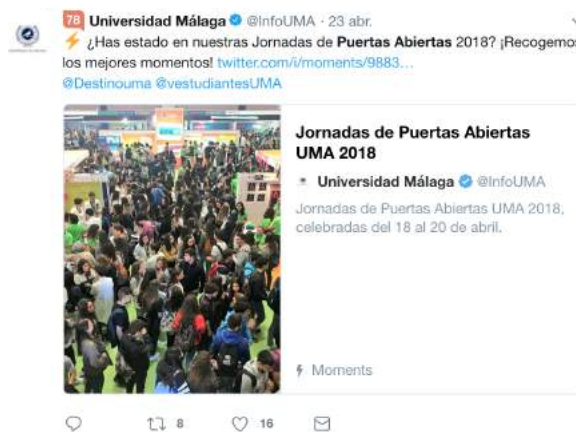 78 Universidad Málaga @InfoUMA · 23 abr.
⚡ ¿Has estado en nuestras Jornadas de Puertas Abiertas 2018? ¡Recogemos
los mejores momentos! twitter.com/i/moments/9883...
@Destinouma @vestudiantesUMA
Jornadas de Puertas Abiertas
UMA 2018
Universidad Málaga @InfoUMA
Jornadas de Puertas Abiertas UMA 2018,
celebradas del 18 al 20 de abril.
Moments
8 16